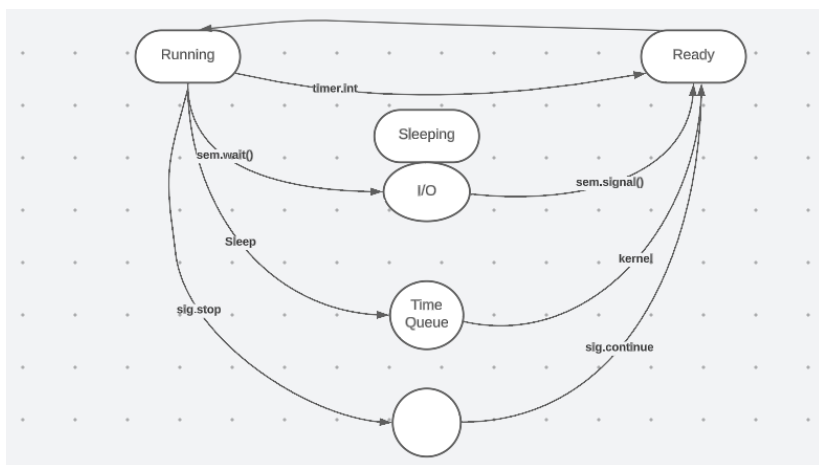 Running
Ready
timer.int
Sleeping
sem.wait()
I/O
sem.signal()
Sleep
kernel
Time
Queue
sig.stop
sig.continue